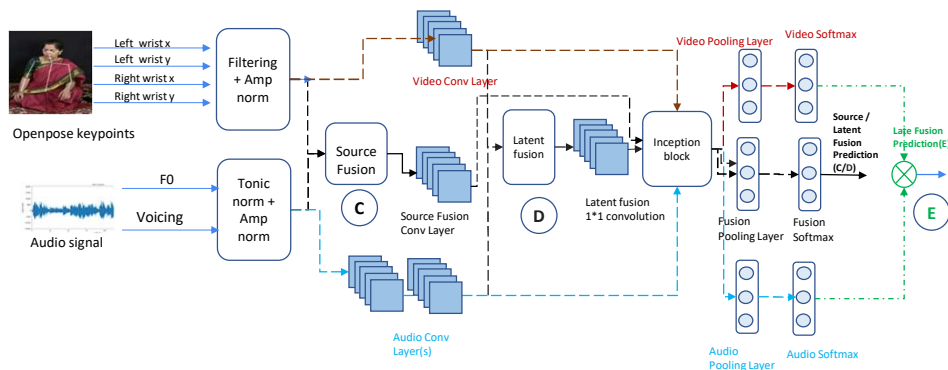 Left wrist x
Left wrist y
Right wrist x
Right wrist y
Openpose keypoints
Filtering
+ Amp
norm
F0
Voicing
Audio signal
Tonic
norm +
Amp
norm
Video Conv Layer
Source
Fusion
C
Source Fusion
Conv Layer
Audio Conv
Layer(s)
Latent
fusion
D
Latent fusion
1*1 convolution
Inception
block
Video Pooling Layer
Video Softmax
Fusion
Pooling Layer
Fusion
Softmax
Source /
Latent
Fusion
Prediction
(C/D)
Audio
Pooling Layer
Audio Softmax
Late Fusion
Prediction(E)
E